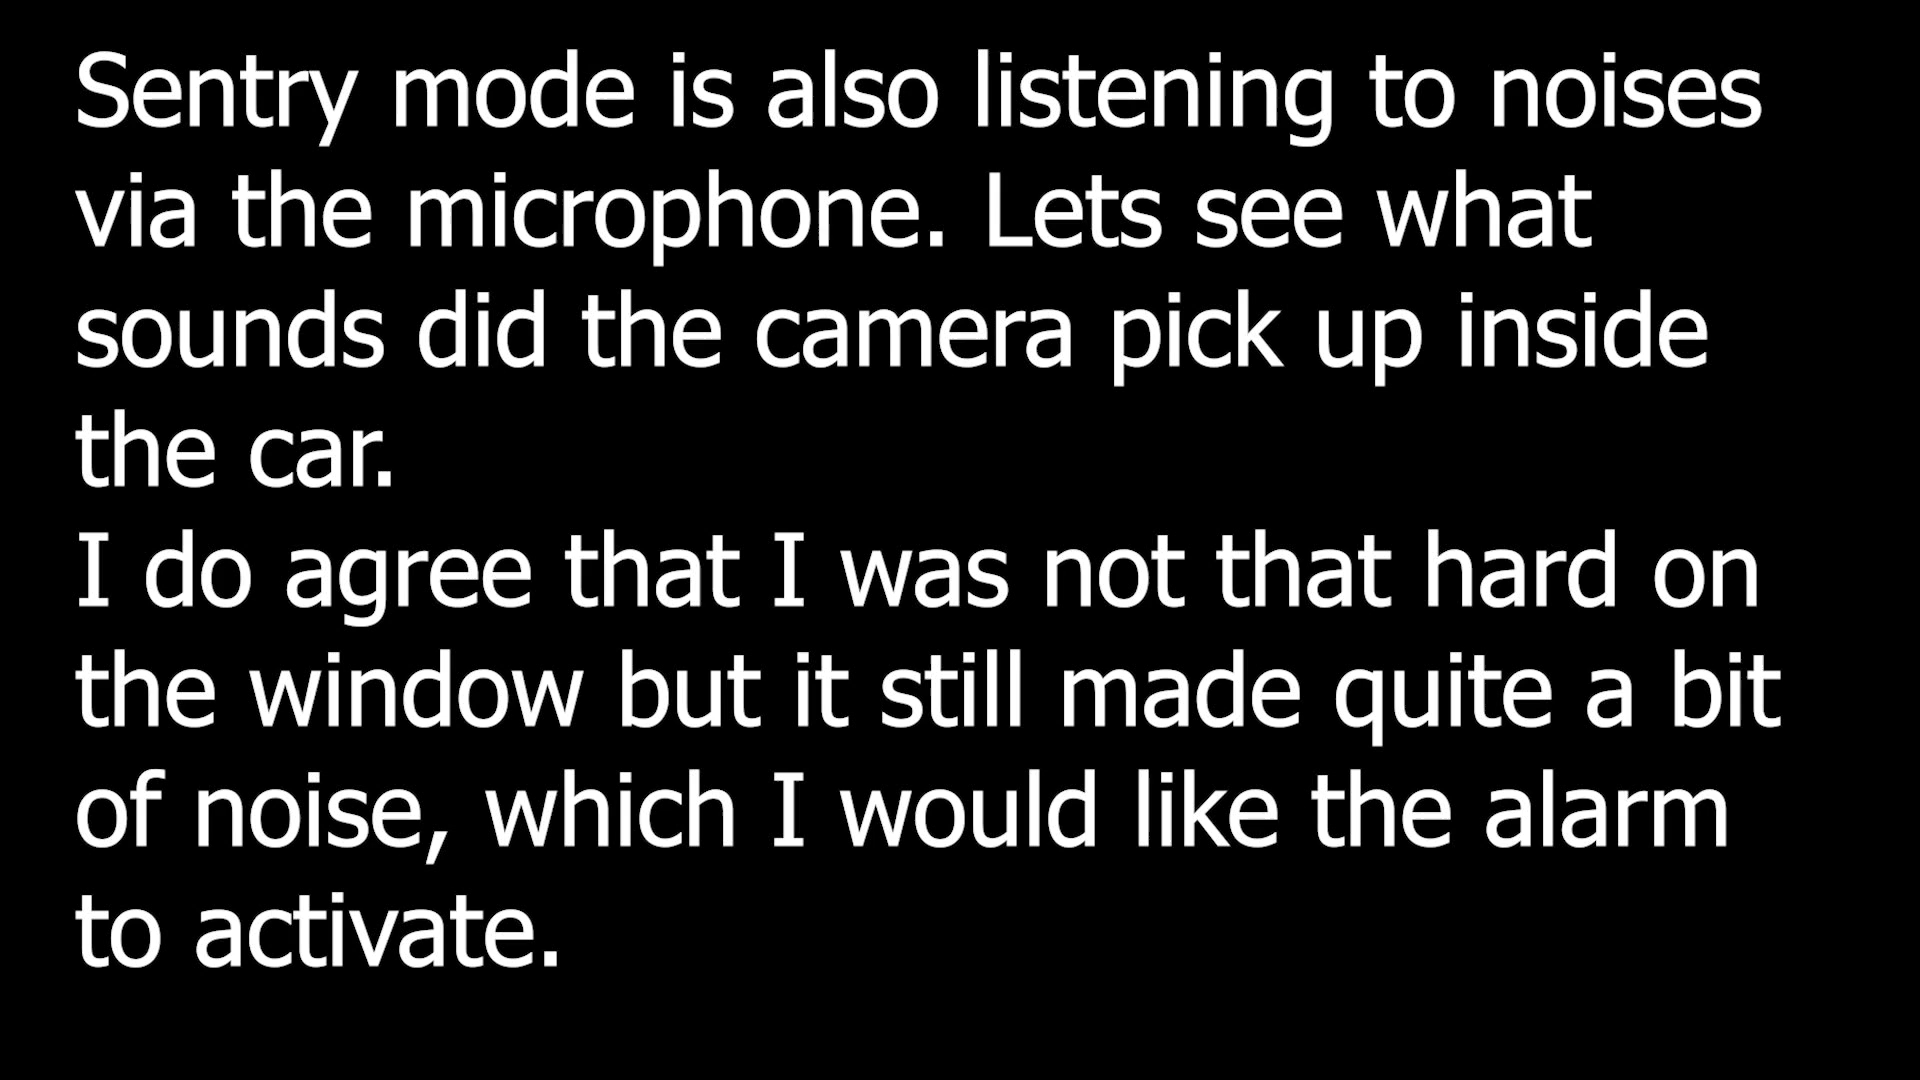 Sentry mode is also listening to noises
via the microphone. Lets see what
sounds did the camera pick up inside
the car.
I do agree that I was not that hard on
the window but it still made quite a bit
of noise, which I would like the alarm
to activate.